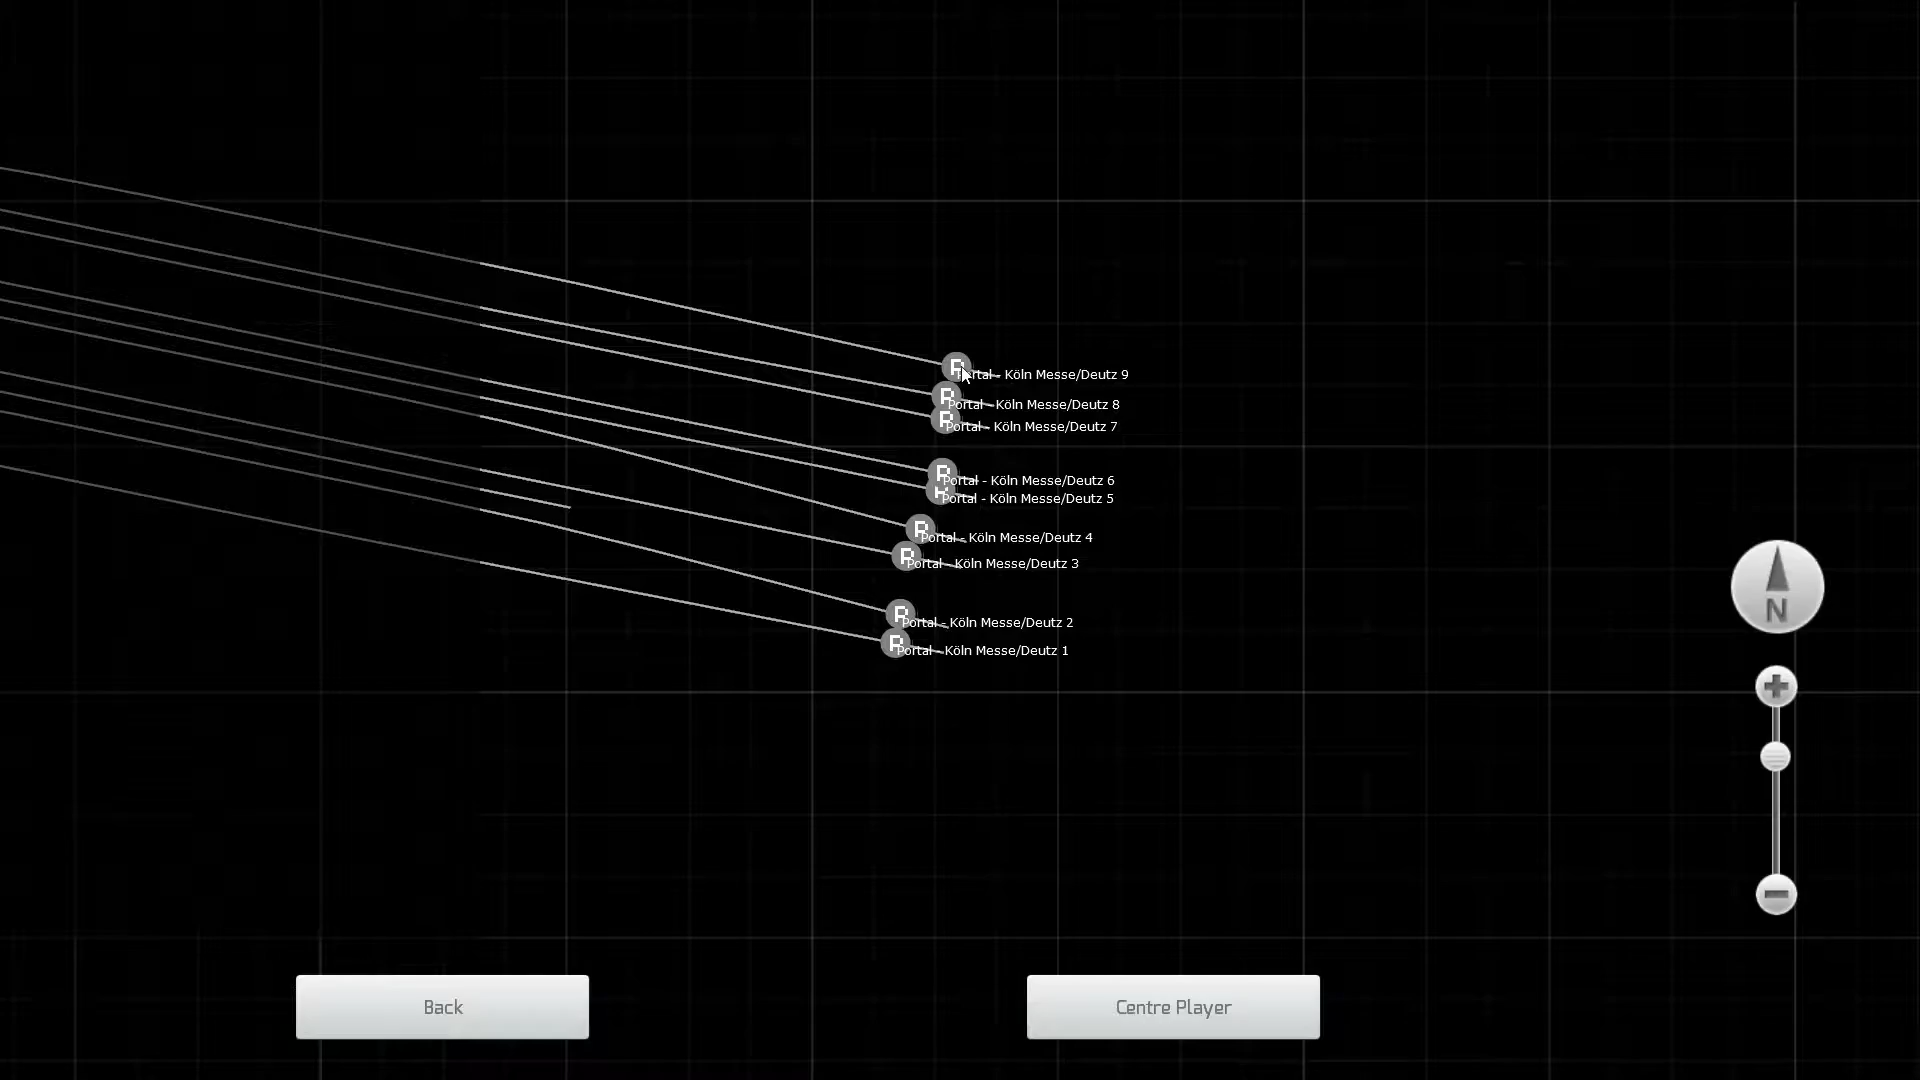 P
Portal - Köln Messe/Deutz 9
P
Portal - Köln Messe/Deutz 8
P
Portal - Köln Messe/Deutz 7
P
Portal - Köln Messe/Deutz 6
P
Portal - Köln Messe/Deutz 5
P
Portal - Köln Messe/Deutz 4
P
Portal - Köln Messe/Deutz 3
P
Portal - Köln Messe/Deutz 2
P
Portal - Köln Messe/Deutz 1
N
Back
Centre Player